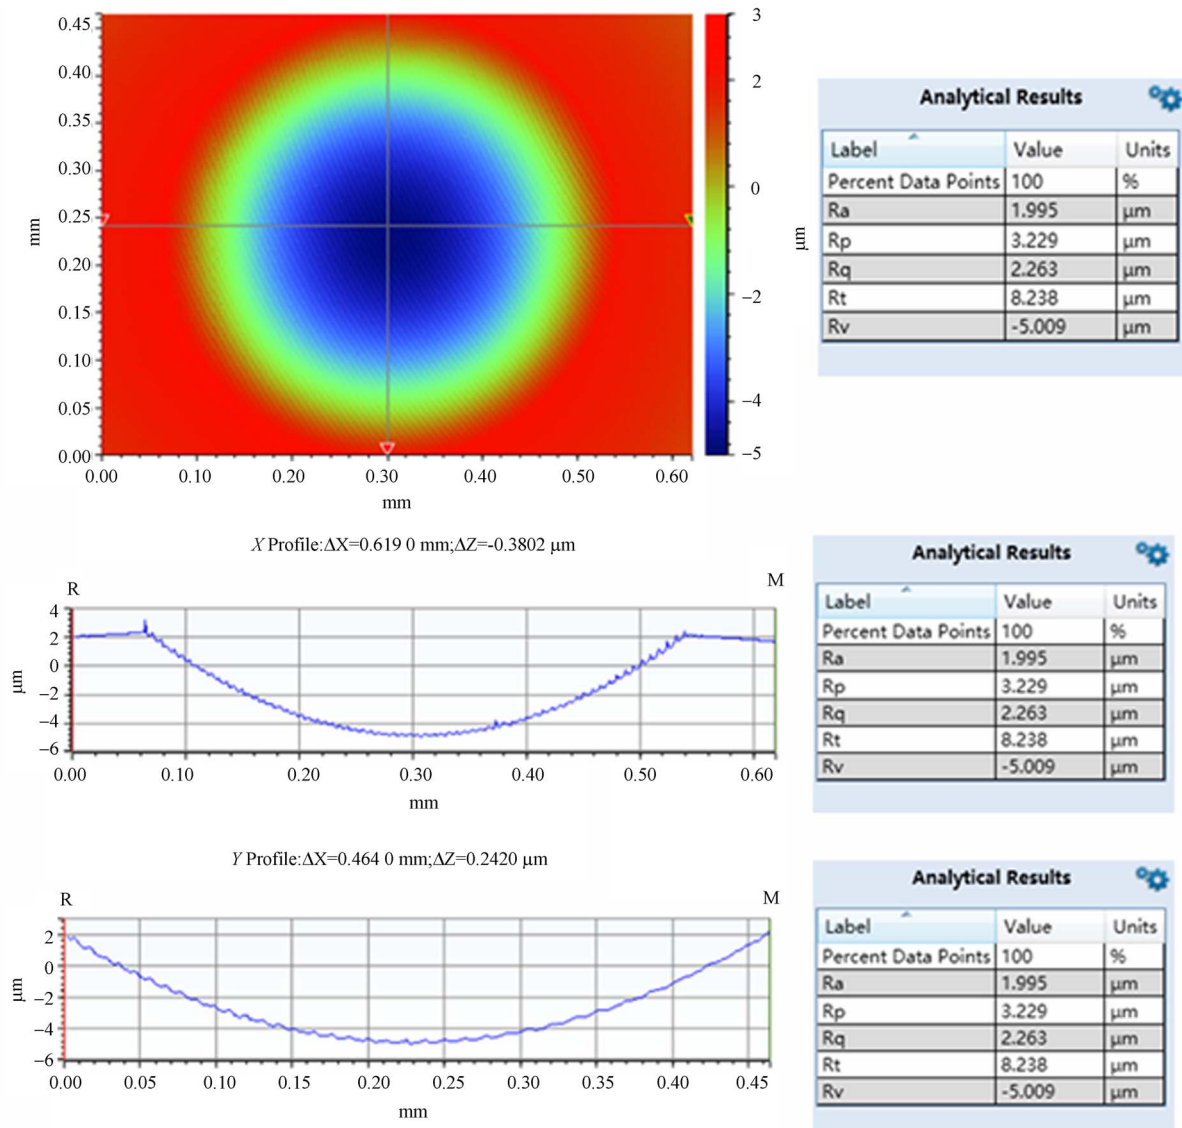 0.45
0.40
0.35
0.30
0.25
0.20
0.15
0.10
0.05
0.00
mm
0.00 0.10 0.20 0.30 0.40 0.50 0.60
mm
3
2
0
−2
−4
−5
μm
Analytical Results
Label Value Units
Percent Data Points 100 %
Ra 1.995 μm
Rp 3.229 μm
Rq 2.263 μm
Rt 8.238 μm
Rv -5.009 μm
X Profile:ΔX=0.619 0 mm;ΔZ=-0.3802 μm
R M
4
2
0
−2
−4
−6
μm
0.00 0.10 0.20 0.30 0.40 0.50 0.60
mm
Analytical Results
Label Value Units
Percent Data Points 100 %
Ra 1.995 μm
Rp 3.229 μm
Rq 2.263 μm
Rt 8.238 μm
Rv -5.009 μm
Y Profile:ΔX=0.464 0 mm;ΔZ=0.2420 μm
R M
2
0
−2
−4
−6
μm
0.00 0.05 0.10 0.15 0.20 0.25 0.30 0.35 0.40 0.45
mm
Analytical Results
Label Value Units
Percent Data Points 100 %
Ra 1.995 μm
Rp 3.229 μm
Rq 2.263 μm
Rt 8.238 μm
Rv -5.009 μm